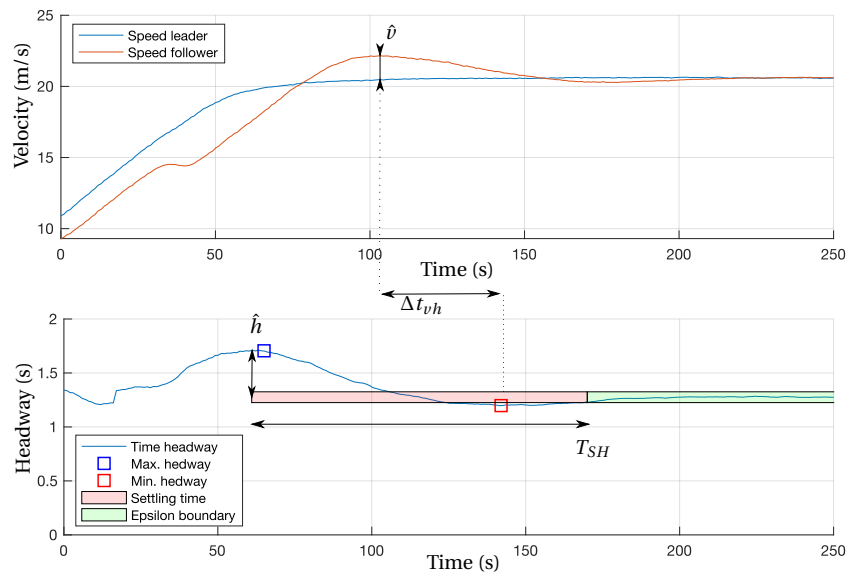 25
20
15
10
Velocity (m/s)
Speed leader
Speed follower
v̂
0
50
100
150
200
250
Time (s)
Δt_vh
2
1.5
1
0.5
0
Headway (s)
ĥ
T_SH
Time headway
Max. hedway
Min. hedway
Settling time
Epsilon boundary
0
50
100
150
200
250
Time (s)